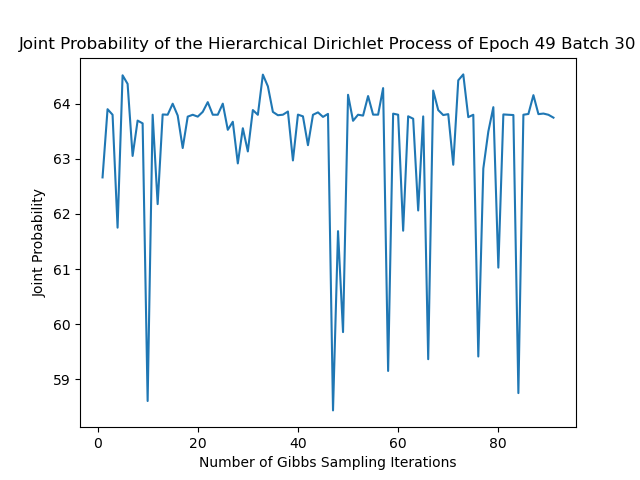 Joint Probability of the Hierarchical Dirichlet Process of Epoch 49 Batch 30
64
63
62
61
60
59
Joint Probability
0 20 40 60 80
Number of Gibbs Sampling Iterations